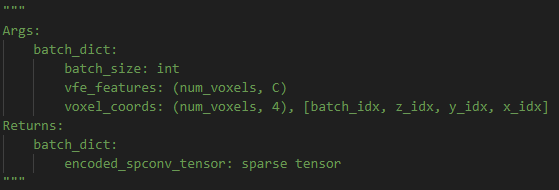 """
Args:
    batch_dict:
        batch_size: int
        vfe_features: (num_voxels, C)
        voxel_coords: (num_voxels, 4), [batch_idx, z_idx, y_idx, x_idx]
Returns:
    batch_dict:
        encoded_spconv_tensor: sparse tensor
"""